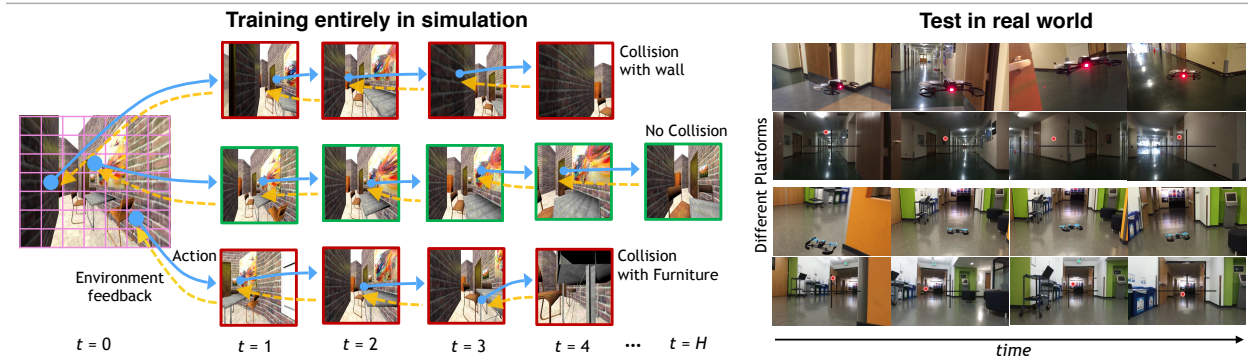 Training entirely in simulation
Test in real world
Collision
with wall
No Collision
Action
Environment
feedback
Collision
with Furniture
t = 0
t = 1
t = 2
t = 3
t = 4
...
t = H
Different Platforms
time